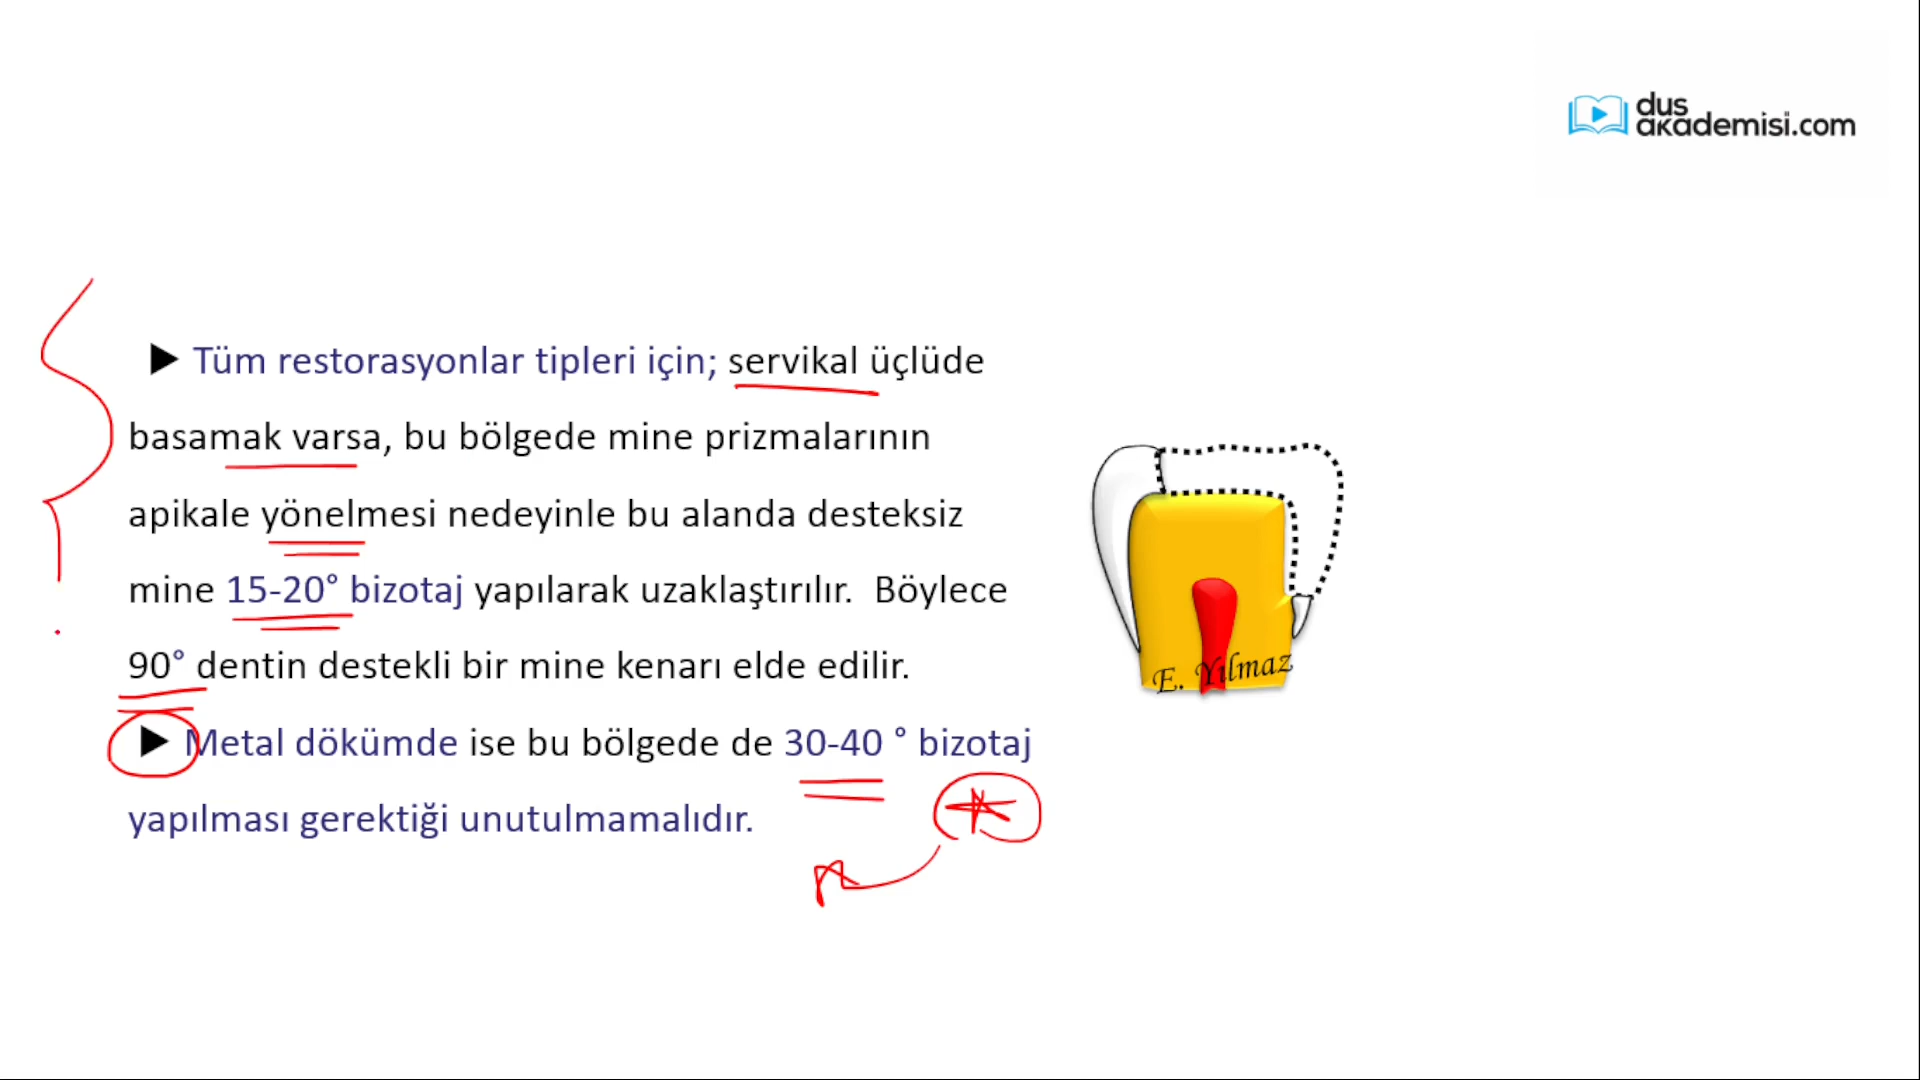 dus
akademisi.com
▶ Tüm restorasyonlar tipleri için; servikal üçlüde
basamak varsa, bu bölgede mine prizmalarının
apikale yönelmesi nedeyinle bu alanda desteksiz
mine 15-20° bizotaj yapılarak uzaklaştırılır. Böylece
90° dentin destekli bir mine kenarı elde edilir.
▶ Metal dökümde ise bu bölgede de 30-40 ° bizotaj
yapılması gerektiği unutulmamalıdır.
E. Yılmaz